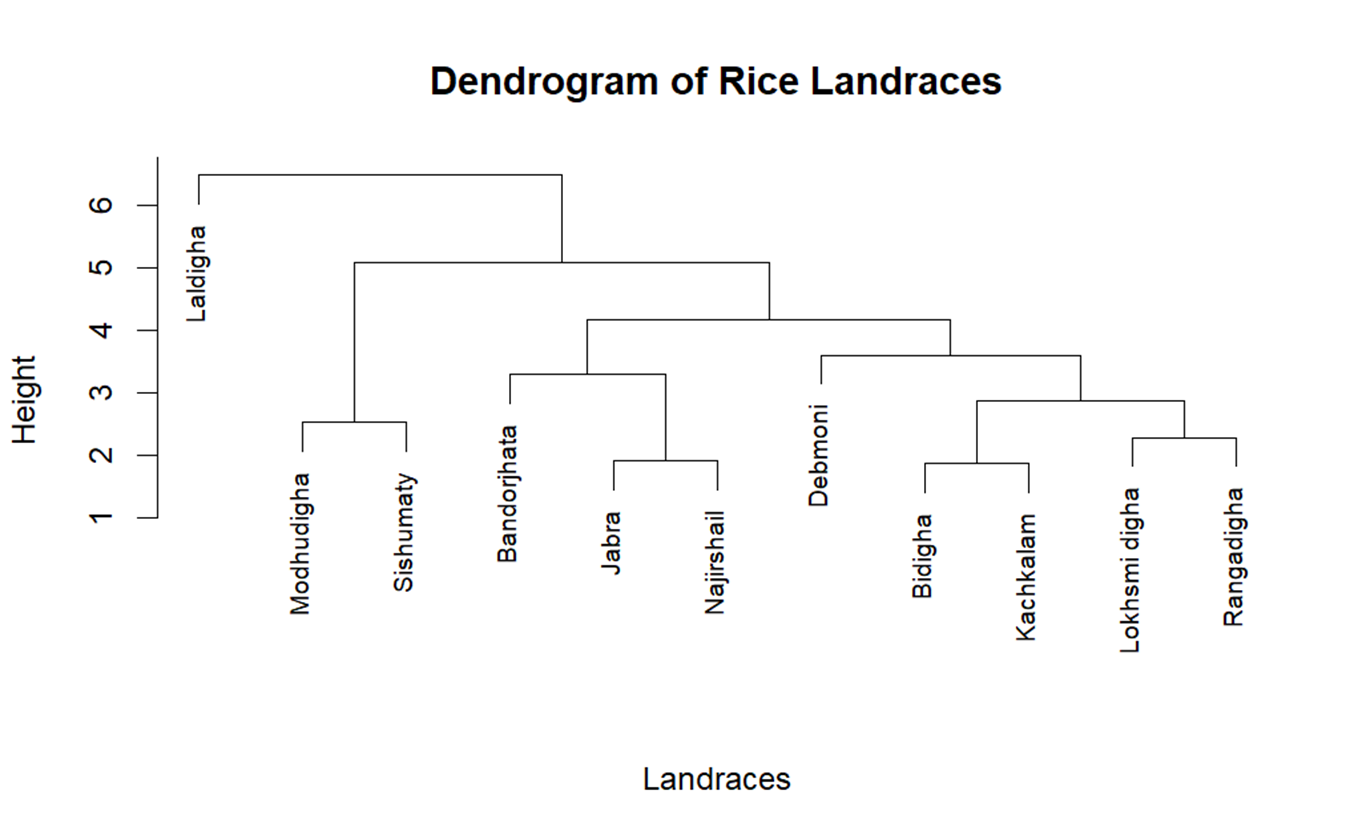 Dendrogram of Rice Landraces
Height
6
5
4
3
2
1
Laldigha
Modhudigha
Sishumaty
Bandorjhata
Jabra
Najirshail
Debmoni
Bidigha
Kachkalam
Lokhsmi digha
Rangadigha
Landraces